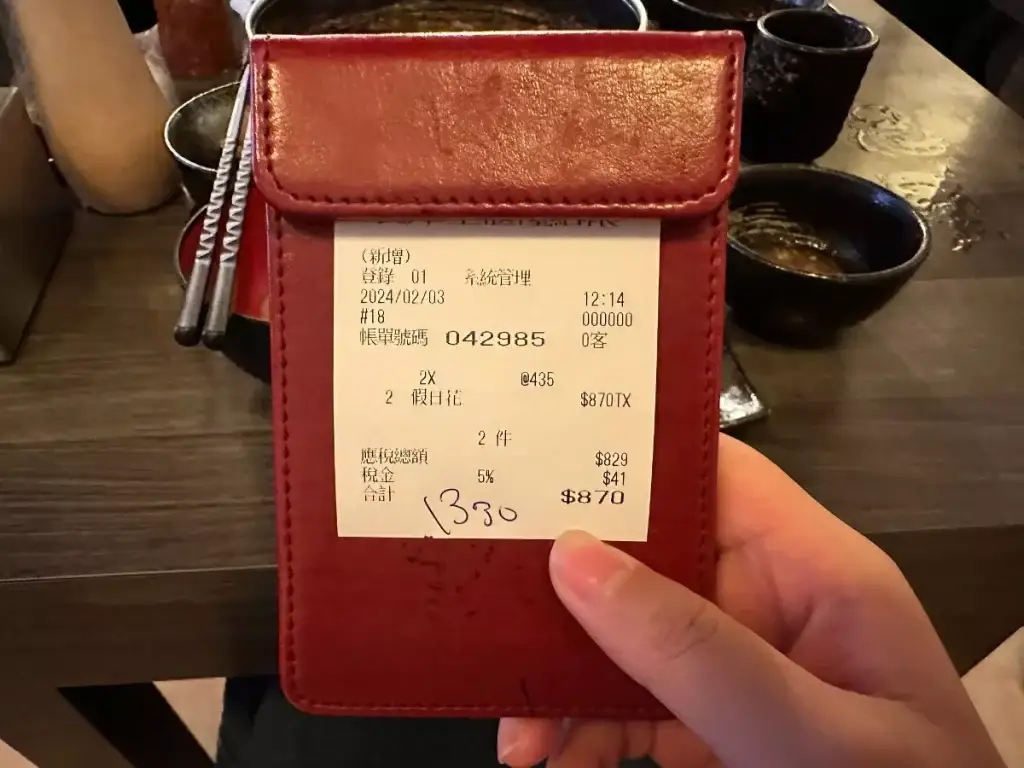 (新增)
登錄 01 系統管理
2024/02/03 12:14
#18 000000
帳單號碼 042985 0客
2X @435
2 假日花 $870TX
2 件
應稅總額 $829
稅金 5% $41
合計 $870
1330